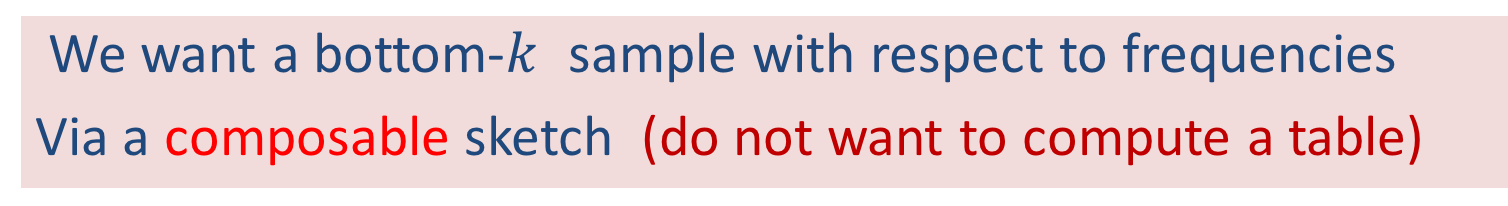 We want a bottom-k sample with respect to frequencies
Via a composable sketch (do not want to compute a table)